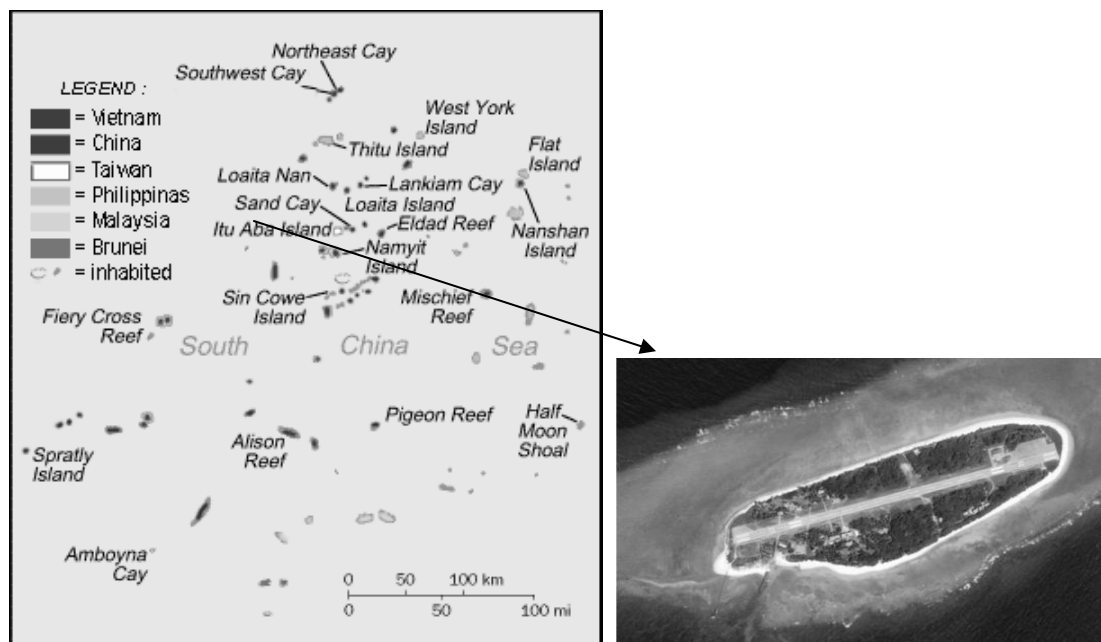 Northeast Cay
Southwest Cay
LEGEND :
= Vietnam
= China
= Taiwan
= Philippinas
= Malaysia
= Brunei
= inhabited
West York
Island
Thitu Island
Flat
Island
Loaita Nan
Lankiam Cay
Loaita Island
Sand Cay
Itu Aba Island
Eldad Reef
Nanshan
Island
Namyit
Island
Sin Cowe
Island
Mischief
Reef
Fiery Cross
Reef
South China Sea
Pigeon Reef
Half
Moon
Shoal
Alison
Reef
Spratly
Island
Amboyna
Cay
0 50 100 km
0 50 100 mi